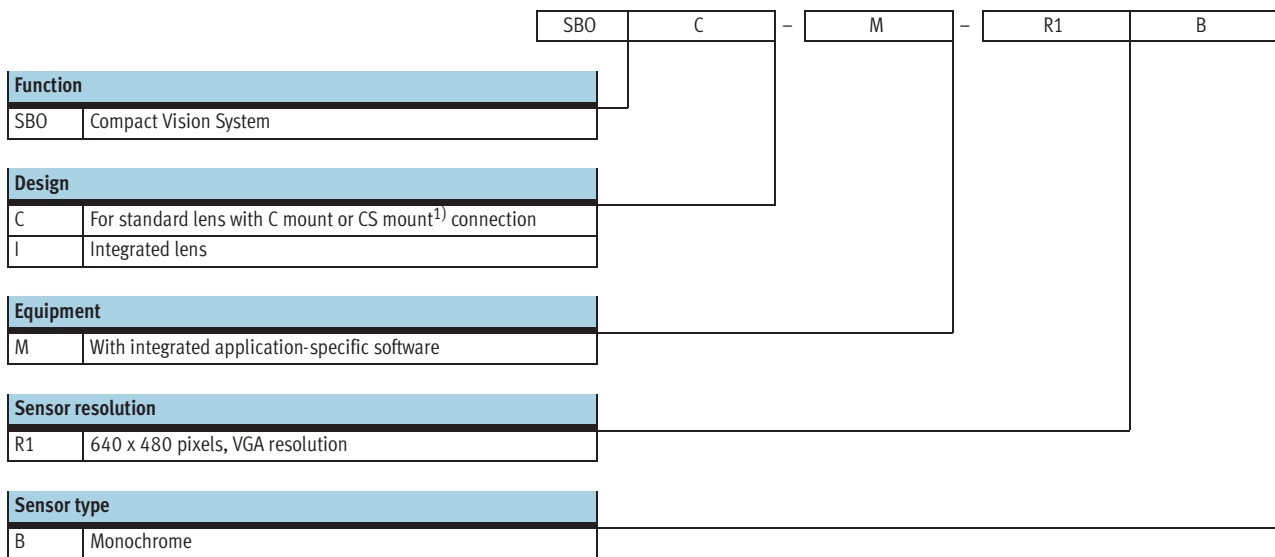 SBO C – M – R1 B
Function
SBO Compact Vision System
Design
C For standard lens with C mount or CS mount1) connection
I Integrated lens
Equipment
M With integrated application-specific software
Sensor resolution
R1 640 x 480 pixels, VGA resolution
Sensor type
B Monochrome